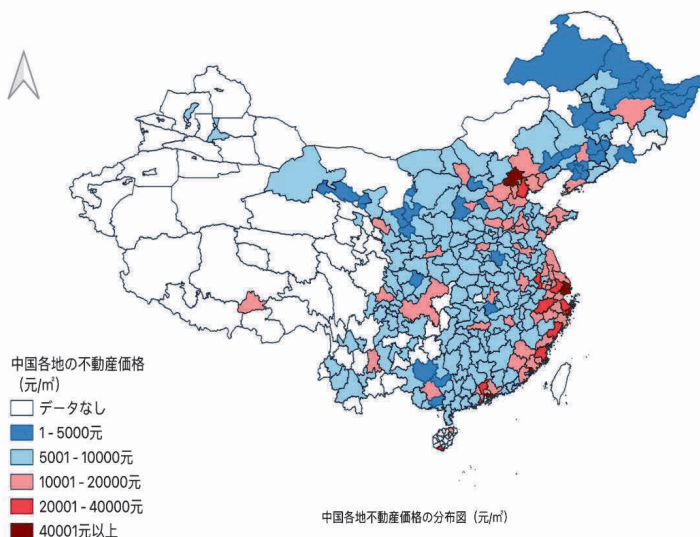 中国各地の不動産価格
(元/㎡)
データなし
1-5000元
5001-10000元
10001-20000元
20001-40000元
40001元以上
中国各地不動産価格の分布図（元/㎡）